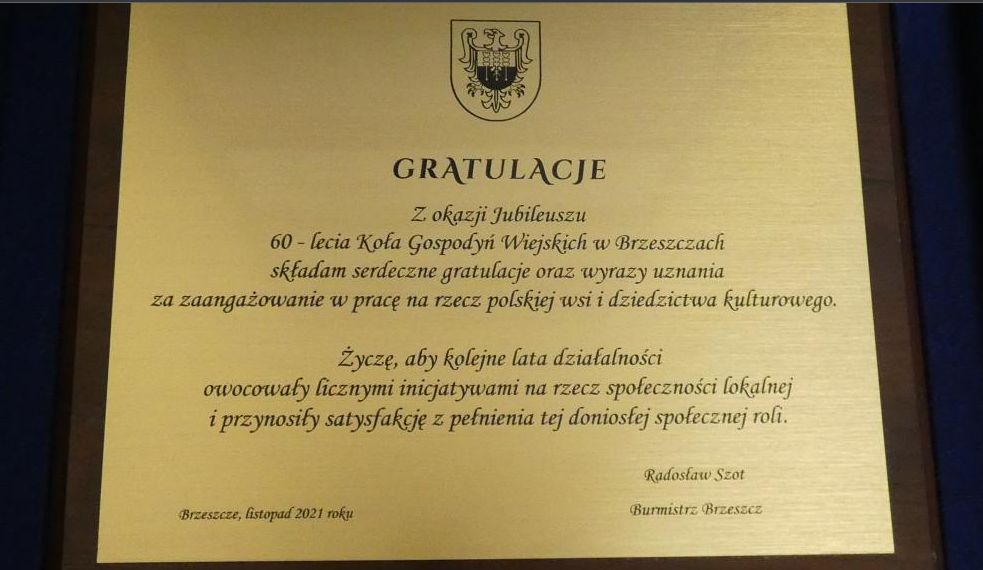 GRATULACJE
Z okazji Jubileuszu
60 - lecia Koła Gospodyń Wiejskich w Brzeszczach
składam serdeczne gratulacje oraz wyrazy uznania
za zaangażowanie w pracę na rzecz polskiej wsi i dziedzictwa kulturowego.
Życzę, aby kolejne lata działalności
owocowały licznymi inicjatywami na rzecz społeczności lokalnej
i przynosiły satysfakcję z pełnienia tej doniosłej społecznej roli.
Radosław Szot
Burmistrz Brzeszcz
Brzeszcze, listopad 2021 roku